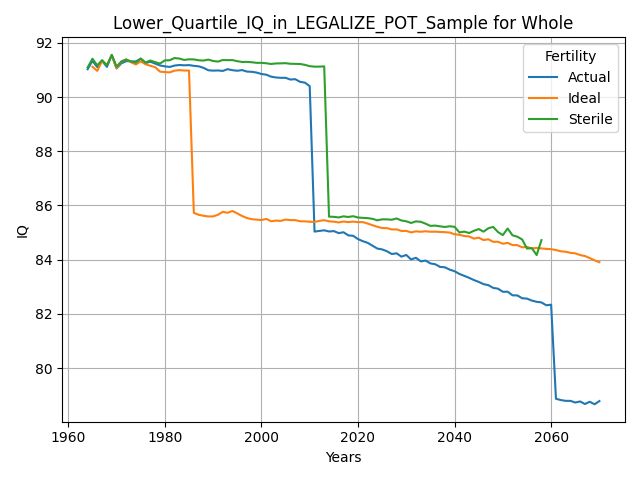 Lower_Quartile_IQ_in_LEGALIZE_POT_Sample for Whole
Fertility
Actual
Ideal
Sterile
IQ
92
90
88
86
84
82
80
1960
1980
2000
2020
2040
2060
Years